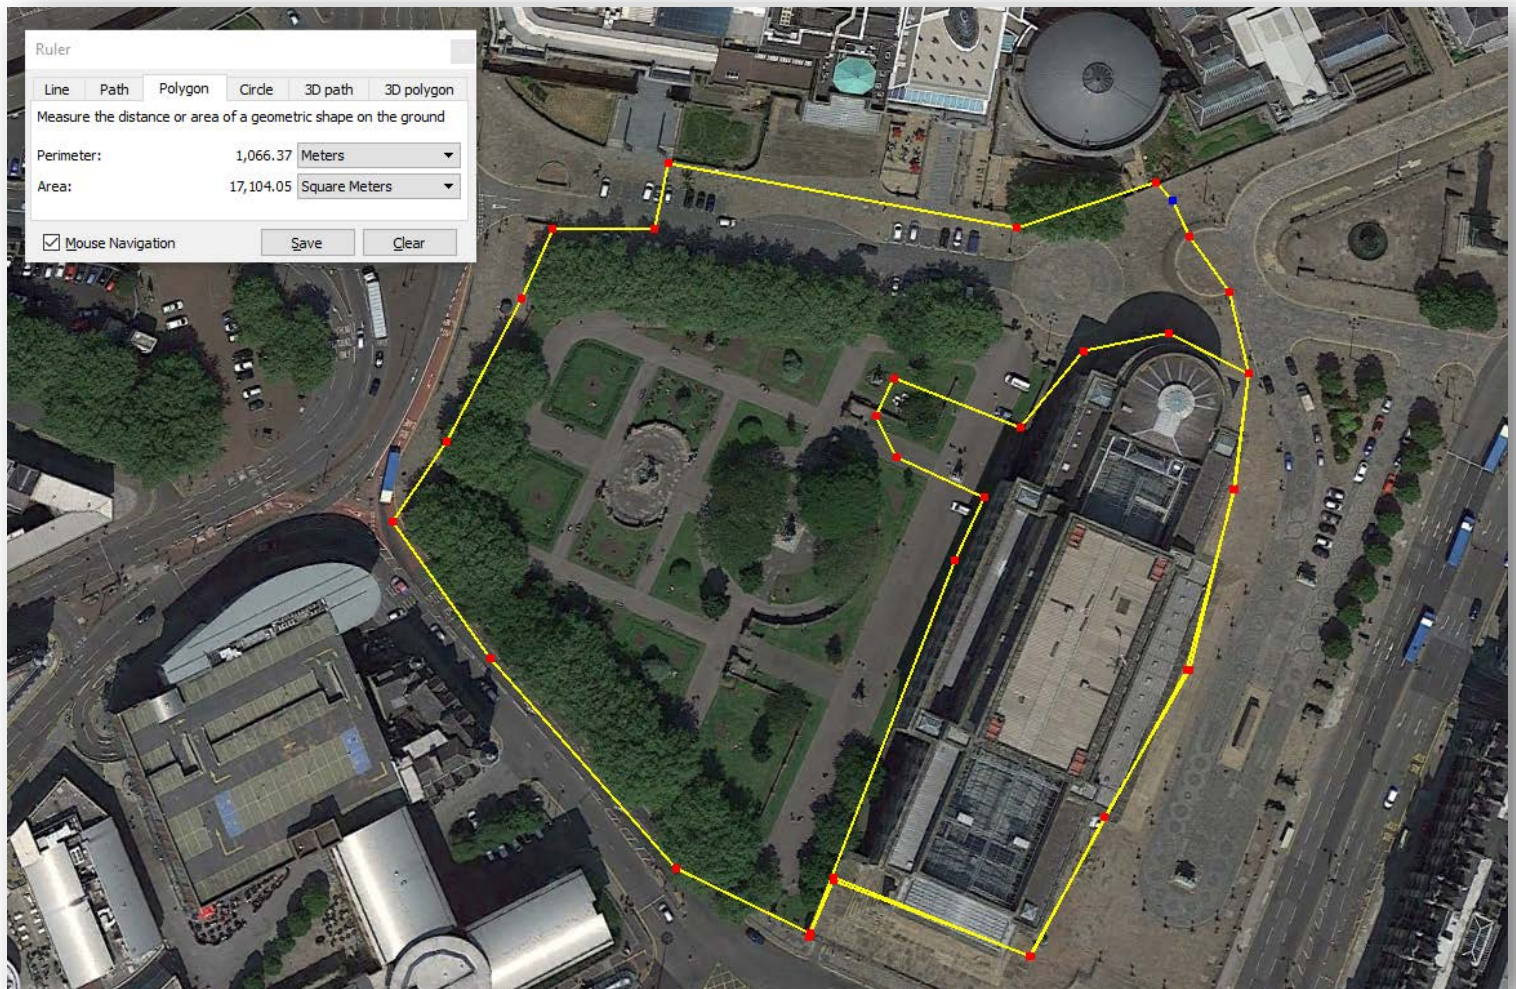 Ruler
Line Path Polygon Circle 3D path 3D polygon
Measure the distance or area of a geometric shape on the ground
Perimeter: 1,066.37 Meters
Area: 17,104.05 Square Meters
Mouse Navigation Save Clear